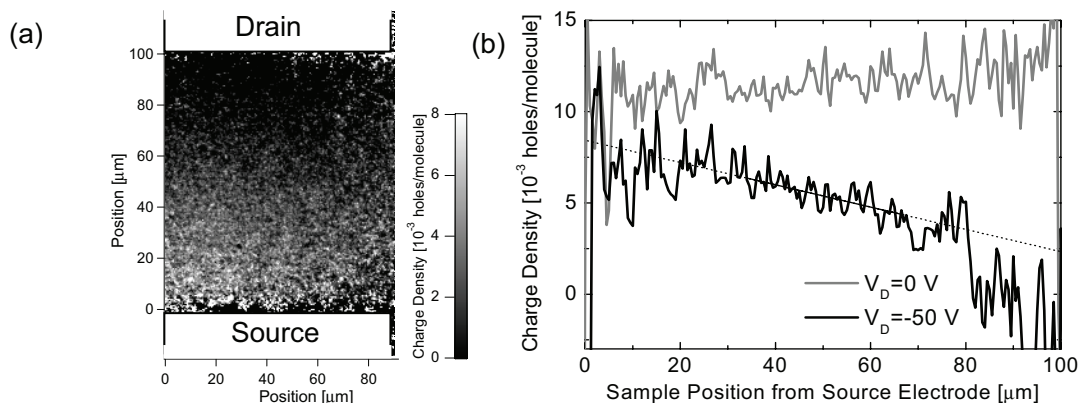 (a)
Drain
100
80
60
40
20
0
Position [μm]
Source
0 20 40 60 80
Position [μm]
8
6
4
2
0
Charge Density [10⁻³ holes/molecule]
(b)
15
10
5
0
Charge Density [10⁻³ holes/molecule]
V_D=0 V
V_D=-50 V
0 20 40 60 80 100
Sample Position from Source Electrode [μm]